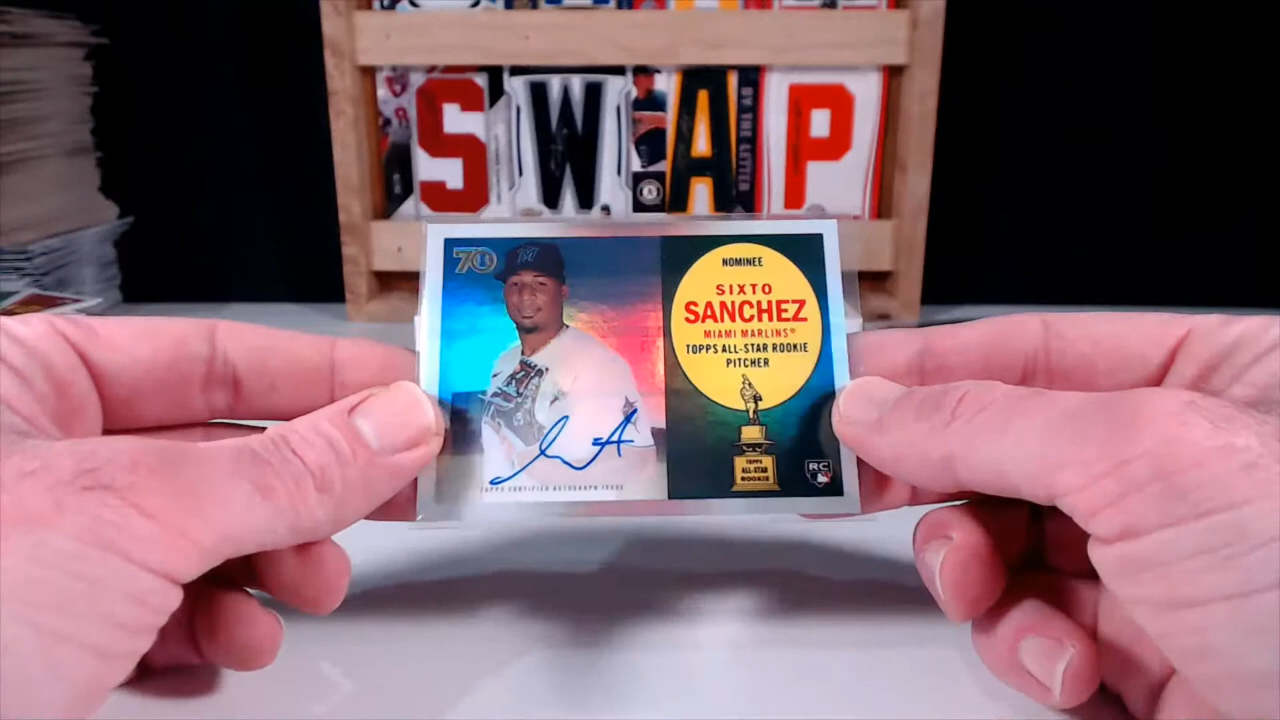 S W A P
BY THE LETTER
70
M
NOMINEE
SIXTO
SANCHEZ
MIAMI MARLINS®
TOPPS ALL-STAR ROOKIE
PITCHER
TOPPS
ALL-STAR
ROOKIE
RC
TOPPS CERTIFIED AUTOGRAPH ISSUE